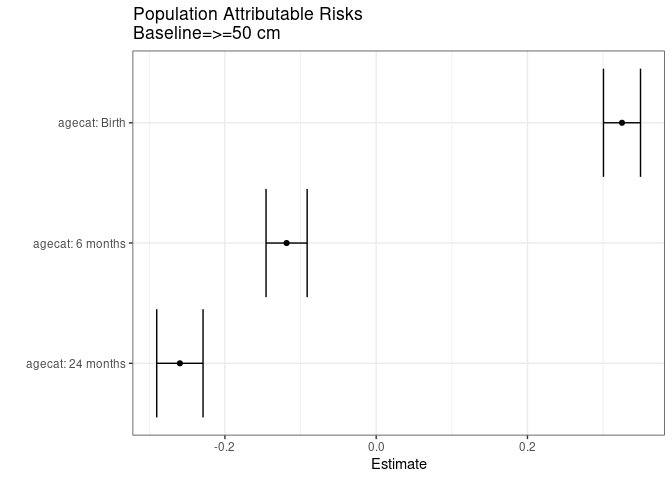 Population Attributable Risks
Baseline=>=50 cm
agecat: Birth
agecat: 6 months
agecat: 24 months
-0.2
0.0
0.2
Estimate